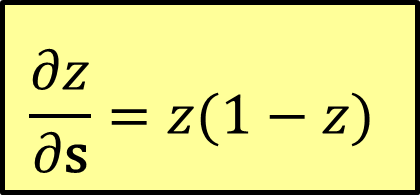 ∂z/∂s = z(1 − z)